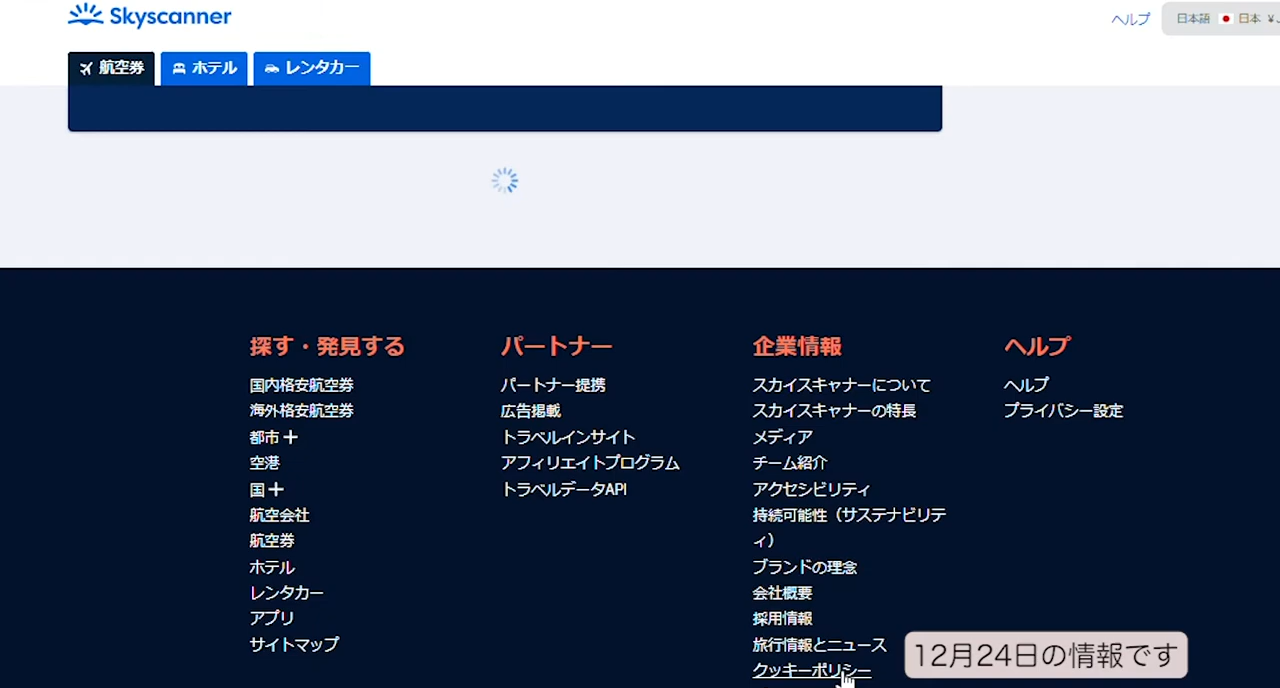 Skyscanner
ヘルプ
日本語 日本 ¥
航空券
ホテル
レンタカー
探す・発見する
国内格安航空券
海外格安航空券
都市+
空港
国+
航空会社
航空券
ホテル
レンタカー
アプリ
サイトマップ
パートナー
パートナー提携
広告掲載
トラベルインサイト
アフィリエイトプログラム
トラベルデータAPI
企業情報
スカイスキャナーについて
スカイスキャナーの特長
メディア
チーム紹介
アクセシビリティ
持続可能性(サステナビリテ
ィ)
ブランドの理念
会社概要
採用情報
旅行情報とニュース
クッキーポリシー
ヘルプ
ヘルプ
プライバシー設定
12月24日の情報です